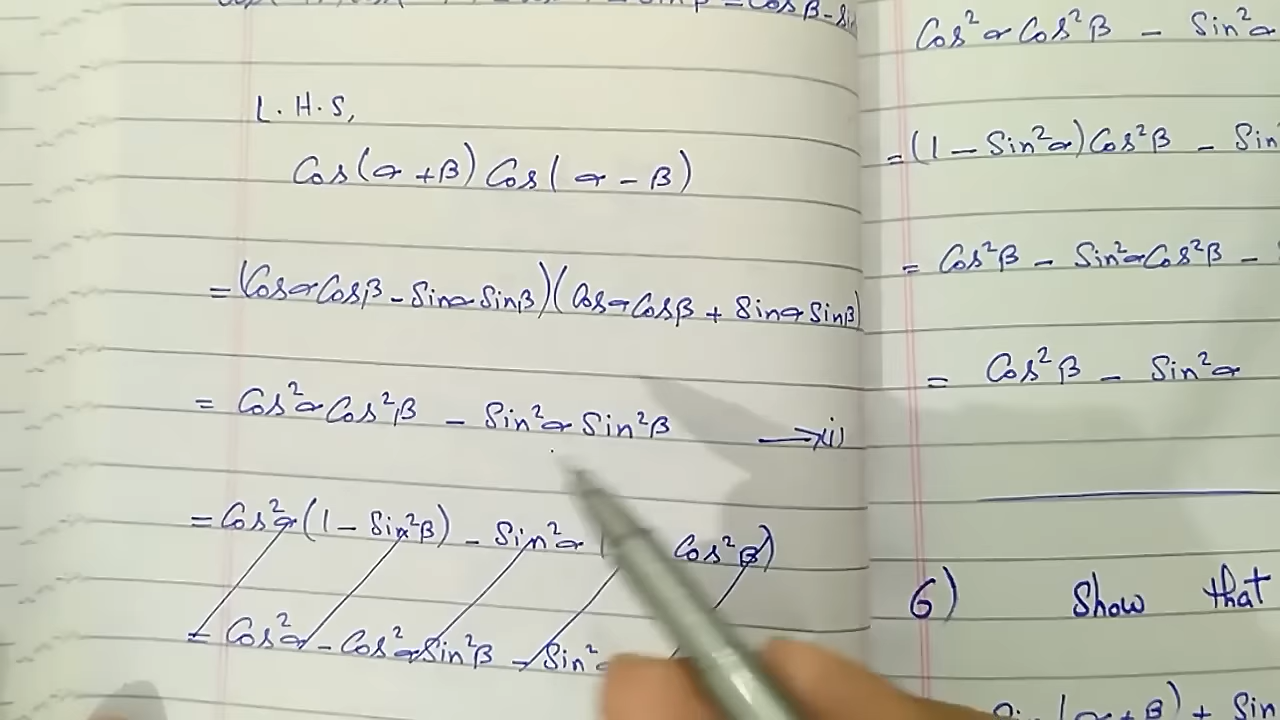 L.H.S,
Cos(α+β) Cos(α-β)
= (Cosα Cosβ - Sinα Sinβ)(Cosα Cosβ + Sinα Sinβ)
= Cos²α Cos²β - Sin²α Sin²β →(i)
= Cos²α(1 - Sin²β) - Sin²α ( Cos²β)
= Cos²α - Cos²α Sin²β - Sin²
Cos²α Cos²β - Sin²α
= (1 - Sin²α)Cos²β - Sin
= Cos²β - Sin²α Cos²β -
= Cos²β - Sin²α
6) Show that
Sin(α+β) + Sin